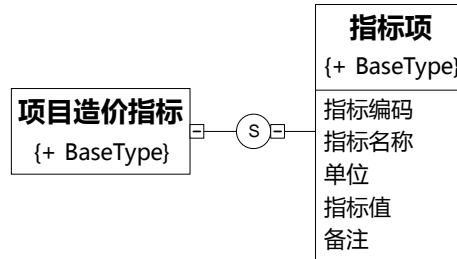 项目造价指标
{+ BaseType}
S
指标项
{+ BaseType}
指标编码
指标名称
单位
指标值
备注